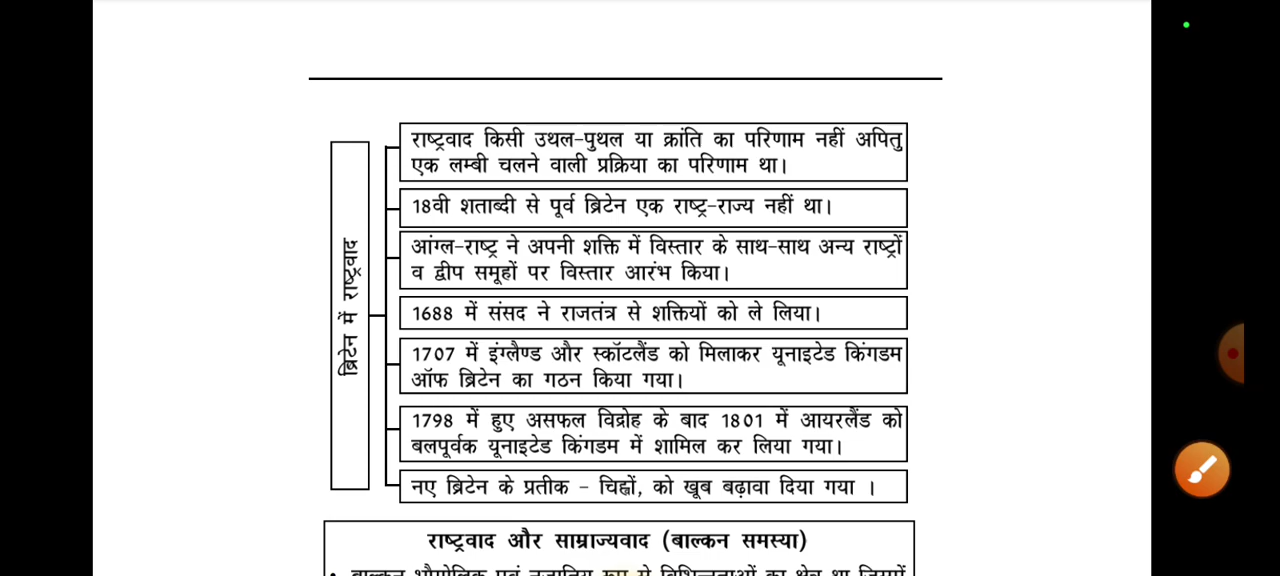 ब्रिटेन में राष्ट्रवाद
राष्ट्रवाद किसी उथल-पुथल या क्रांति का परिणाम नहीं अपितु
एक लम्बी चलने वाली प्रक्रिया का परिणाम था।
18वी शताब्दी से पूर्व ब्रिटेन एक राष्ट्र-राज्य नहीं था।
आंग्ल-राष्ट्र ने अपनी शक्ति में विस्तार के साथ-साथ अन्य राष्ट्रों
व द्वीप समूहों पर विस्तार आरंभ किया।
1688 में संसद ने राजतंत्र से शक्तियों को ले लिया।
1707 में इंग्लैण्ड और स्कॉटलैंड को मिलाकर यूनाइटेड किंगडम
ऑफ ब्रिटेन का गठन किया गया।
1798 में हुए असफल विद्रोह के बाद 1801 में आयरलैंड को
बलपूर्वक यूनाइटेड किंगडम में शामिल कर लिया गया।
नए ब्रिटेन के प्रतीक - चिह्नों, को खूब बढ़ावा दिया गया ।
राष्ट्रवाद और साम्राज्यवाद (बाल्कन समस्या)